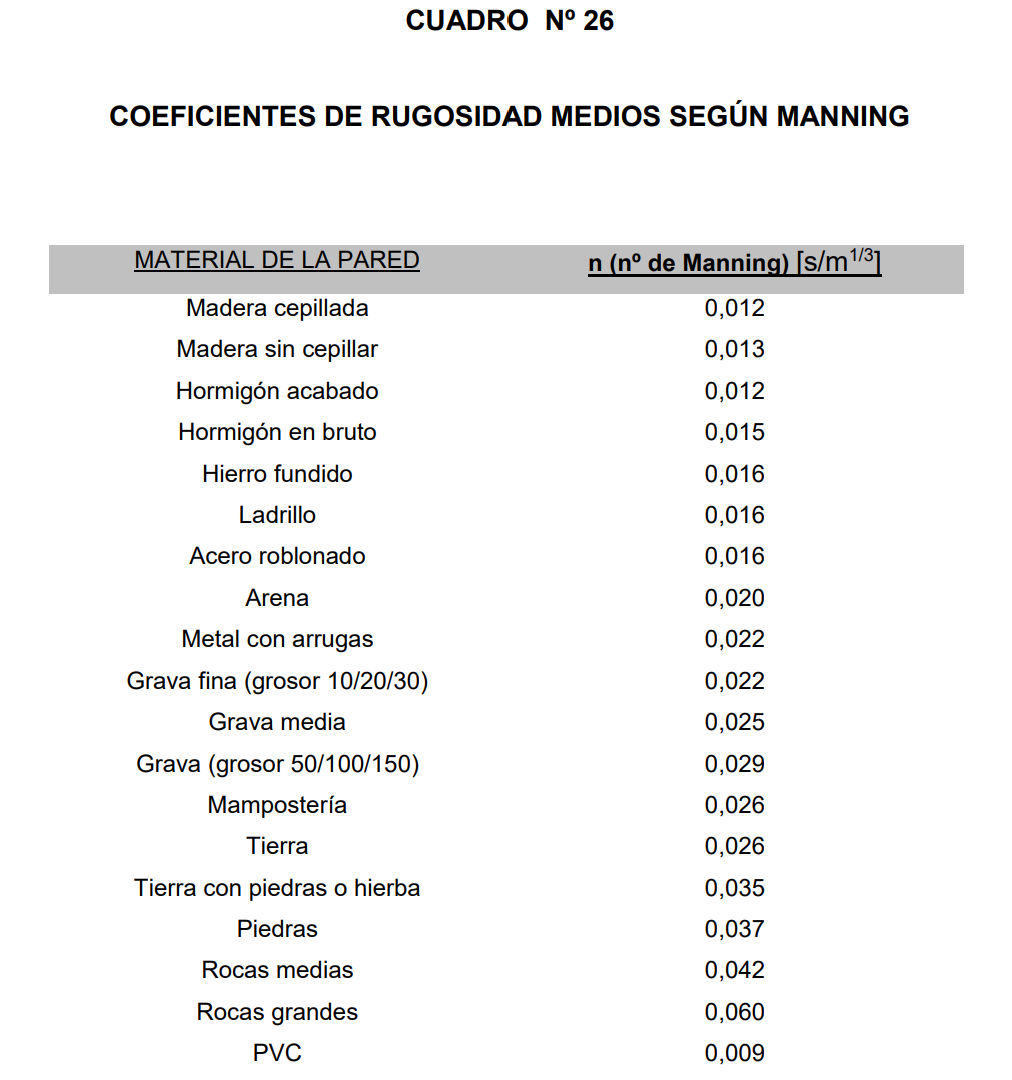 CUADRO Nº 26
COEFICIENTES DE RUGOSIDAD MEDIOS SEGÚN MANNING
MATERIAL DE LA PARED n (nº de Manning) [s/m^1/3]
Madera cepillada 0,012
Madera sin cepillar 0,013
Hormigón acabado 0,012
Hormigón en bruto 0,015
Hierro fundido 0,016
Ladrillo 0,016
Acero roblonado 0,016
Arena 0,020
Metal con arrugas 0,022
Grava fina (grosor 10/20/30) 0,022
Grava media 0,025
Grava (grosor 50/100/150) 0,029
Mampostería 0,026
Tierra 0,026
Tierra con piedras o hierba 0,035
Piedras 0,037
Rocas medias 0,042
Rocas grandes 0,060
PVC 0,009